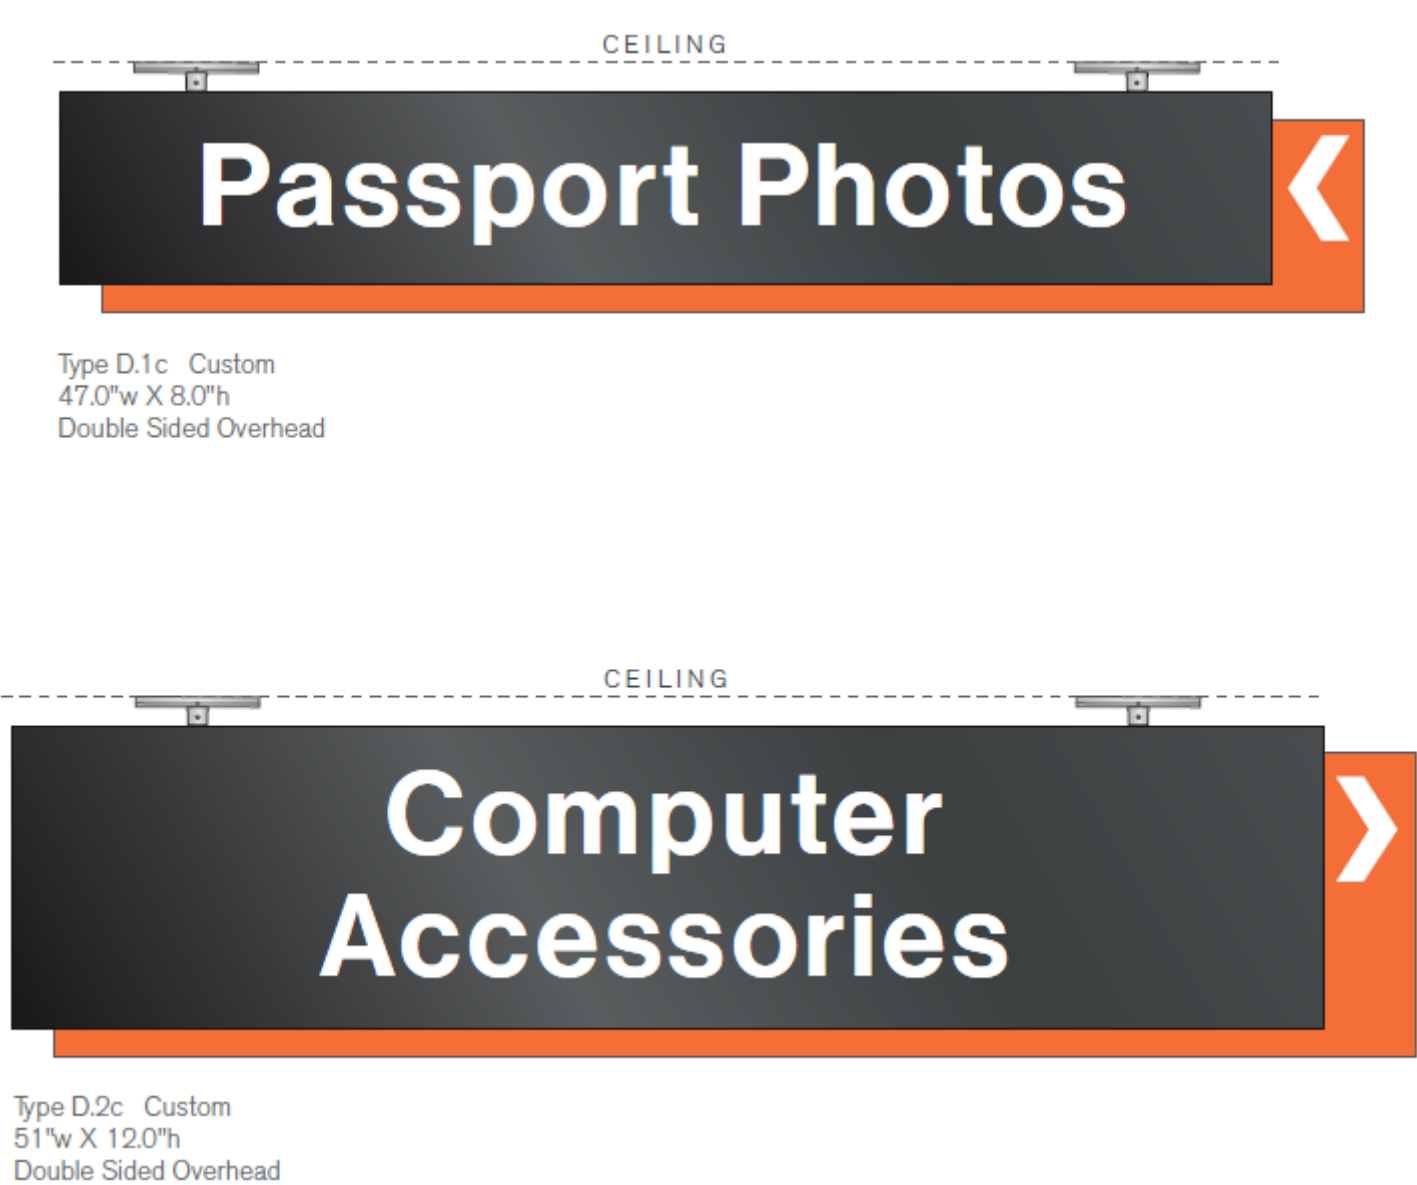 CEILING
Passport Photos
Type D.1c Custom
47.0"w X 8.0"h
Double Sided Overhead
CEILING
Computer
Accessories
Type D.2c Custom
51"w X 12.0"h
Double Sided Overhead